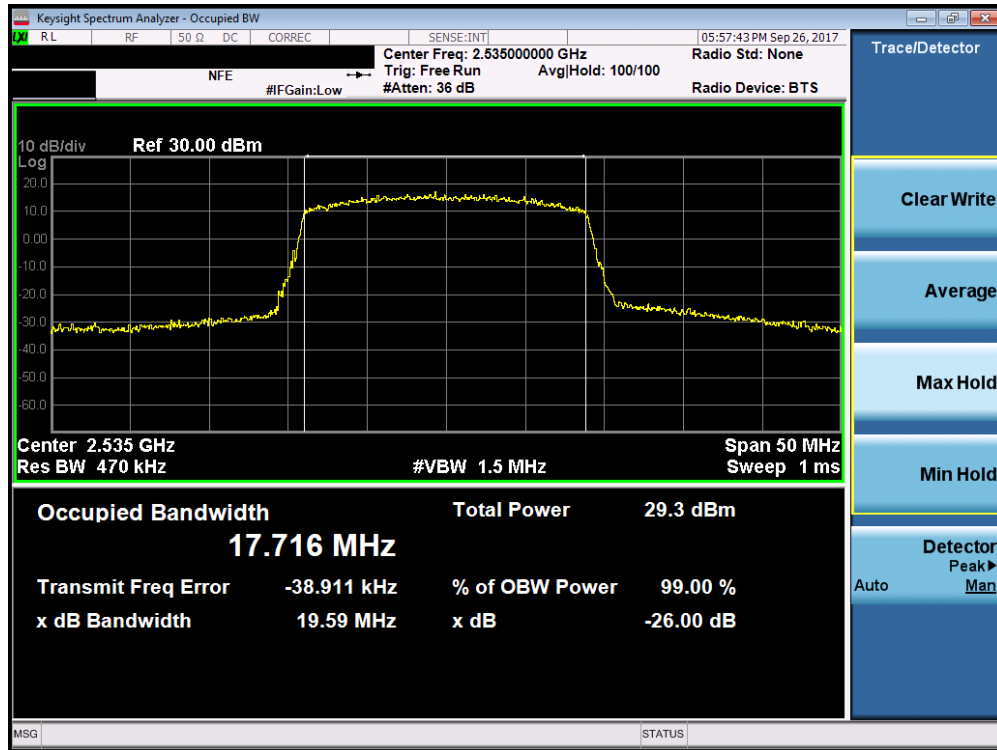 Keysight Spectrum Analyzer - Occupied BW
LXI RL RF 50 Ω DC CORREC SENSE:INT 05:57:43 PM Sep 26, 2017
Center Freq: 2.535000000 GHz Radio Std: None
NFE Trig: Free Run Avg|Hold: 100/100
#IFGain:Low #Atten: 36 dB Radio Device: BTS
Trace/Detector
10 dB/div Ref 30.00 dBm
Log
20.0
10.0
0.00
-10.0
-20.0
-30.0
-40.0
-50.0
-60.0
Center 2.535 GHz Span 50 MHz
Res BW 470 kHz #VBW 1.5 MHz Sweep 1 ms
Occupied Bandwidth Total Power 29.3 dBm
17.716 MHz
Transmit Freq Error -38.911 kHz % of OBW Power 99.00 %
x dB Bandwidth 19.59 MHz x dB -26.00 dB
Clear Write
Average
Max Hold
Min Hold
Detector
Peak▶
Auto Man
MSG STATUS